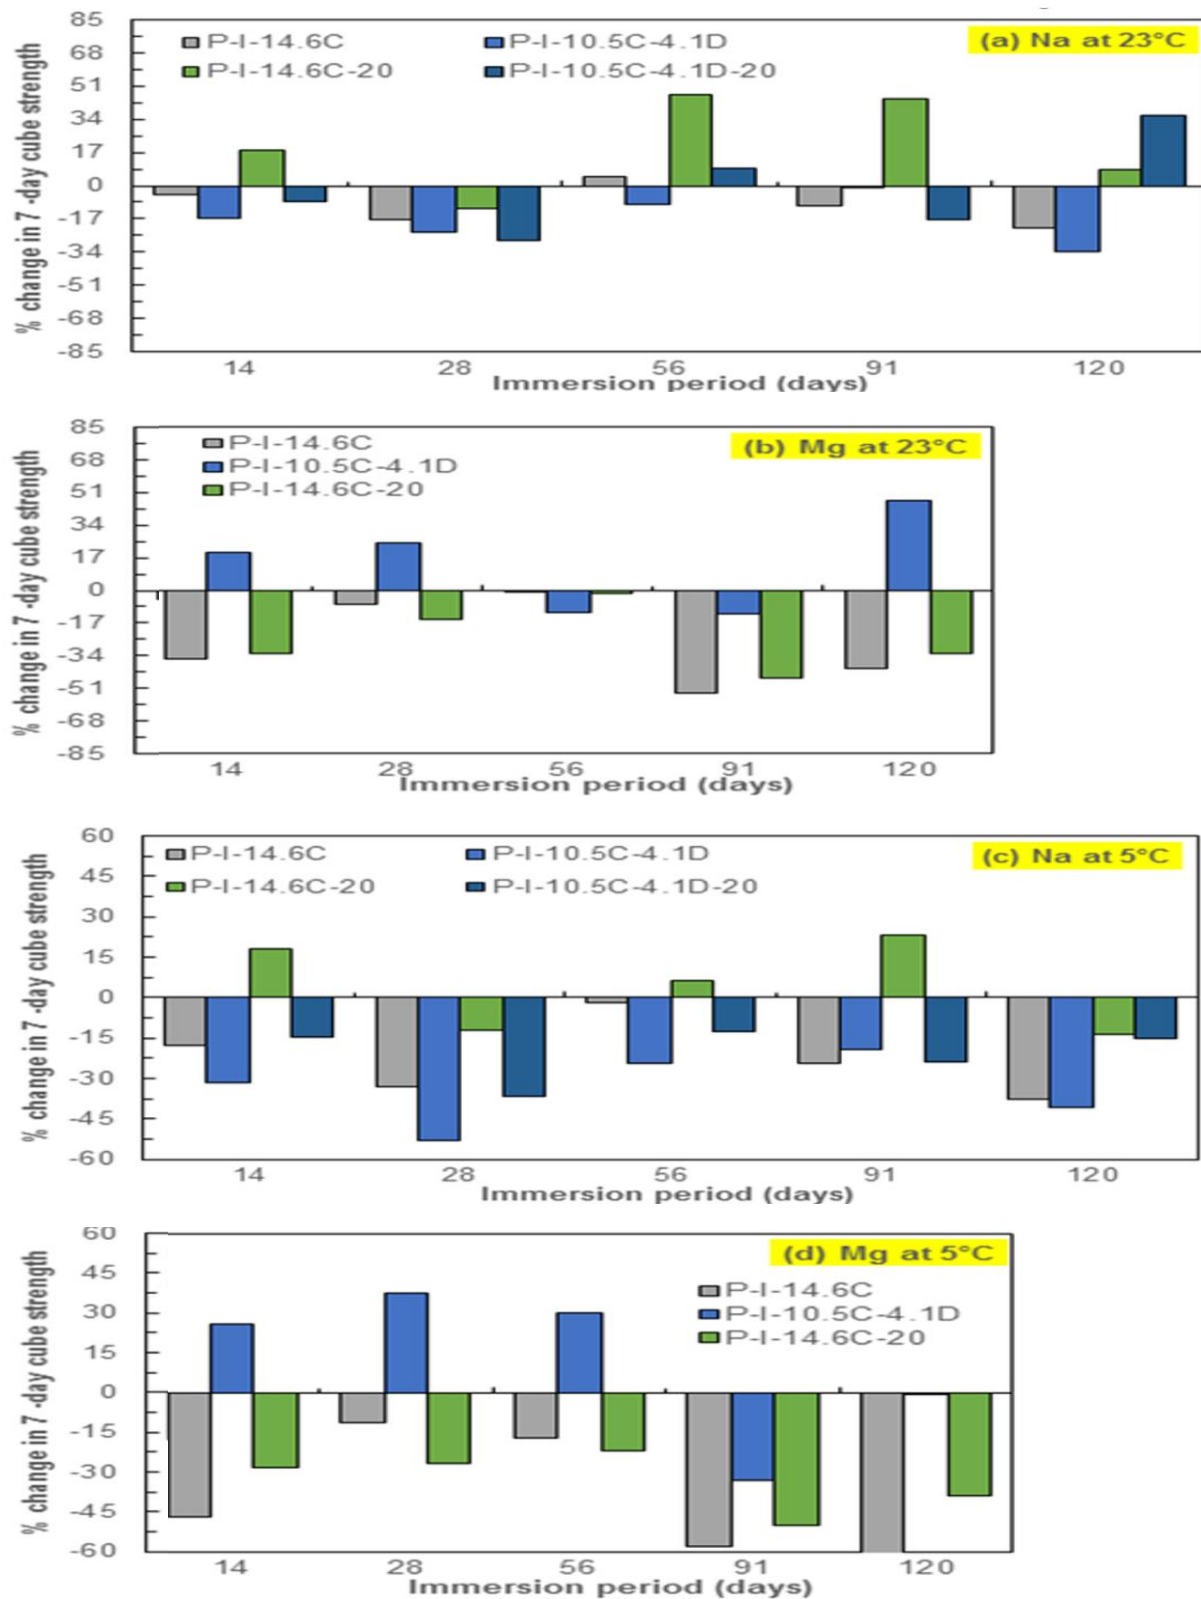 85
68
51
34
17
0
-17
-34
-51
-68
-85
% change in 7 -day cube strength
P-I-14.6C
P-I-10.5C-4.1D
P-I-14.6C-20
P-I-10.5C-4.1D-20
(a) Na at 23°C
14 28 56 91 120
Immersion period (days)
85
68
51
34
17
0
-17
-34
-51
-68
-85
% change in 7 -day cube strength
P-I-14.6C
P-I-10.5C-4.1D
P-I-14.6C-20
(b) Mg at 23°C
14 28 56 91 120
Immersion period (days)
60
45
30
15
0
-15
-30
-45
-60
% change in 7 -day cube strength
P-I-14.6C
P-I-10.5C-4.1D
P-I-14.6C-20
P-I-10.5C-4.1D-20
(c) Na at 5°C
14 28 56 91 120
Immersion period (days)
60
45
30
15
0
-15
-30
-45
-60
% change in 7 -day cube strength
(d) Mg at 5°C
P-I-14.6C
P-I-10.5C-4.1D
P-I-14.6C-20
14 28 56 91 120
Immersion period (days)